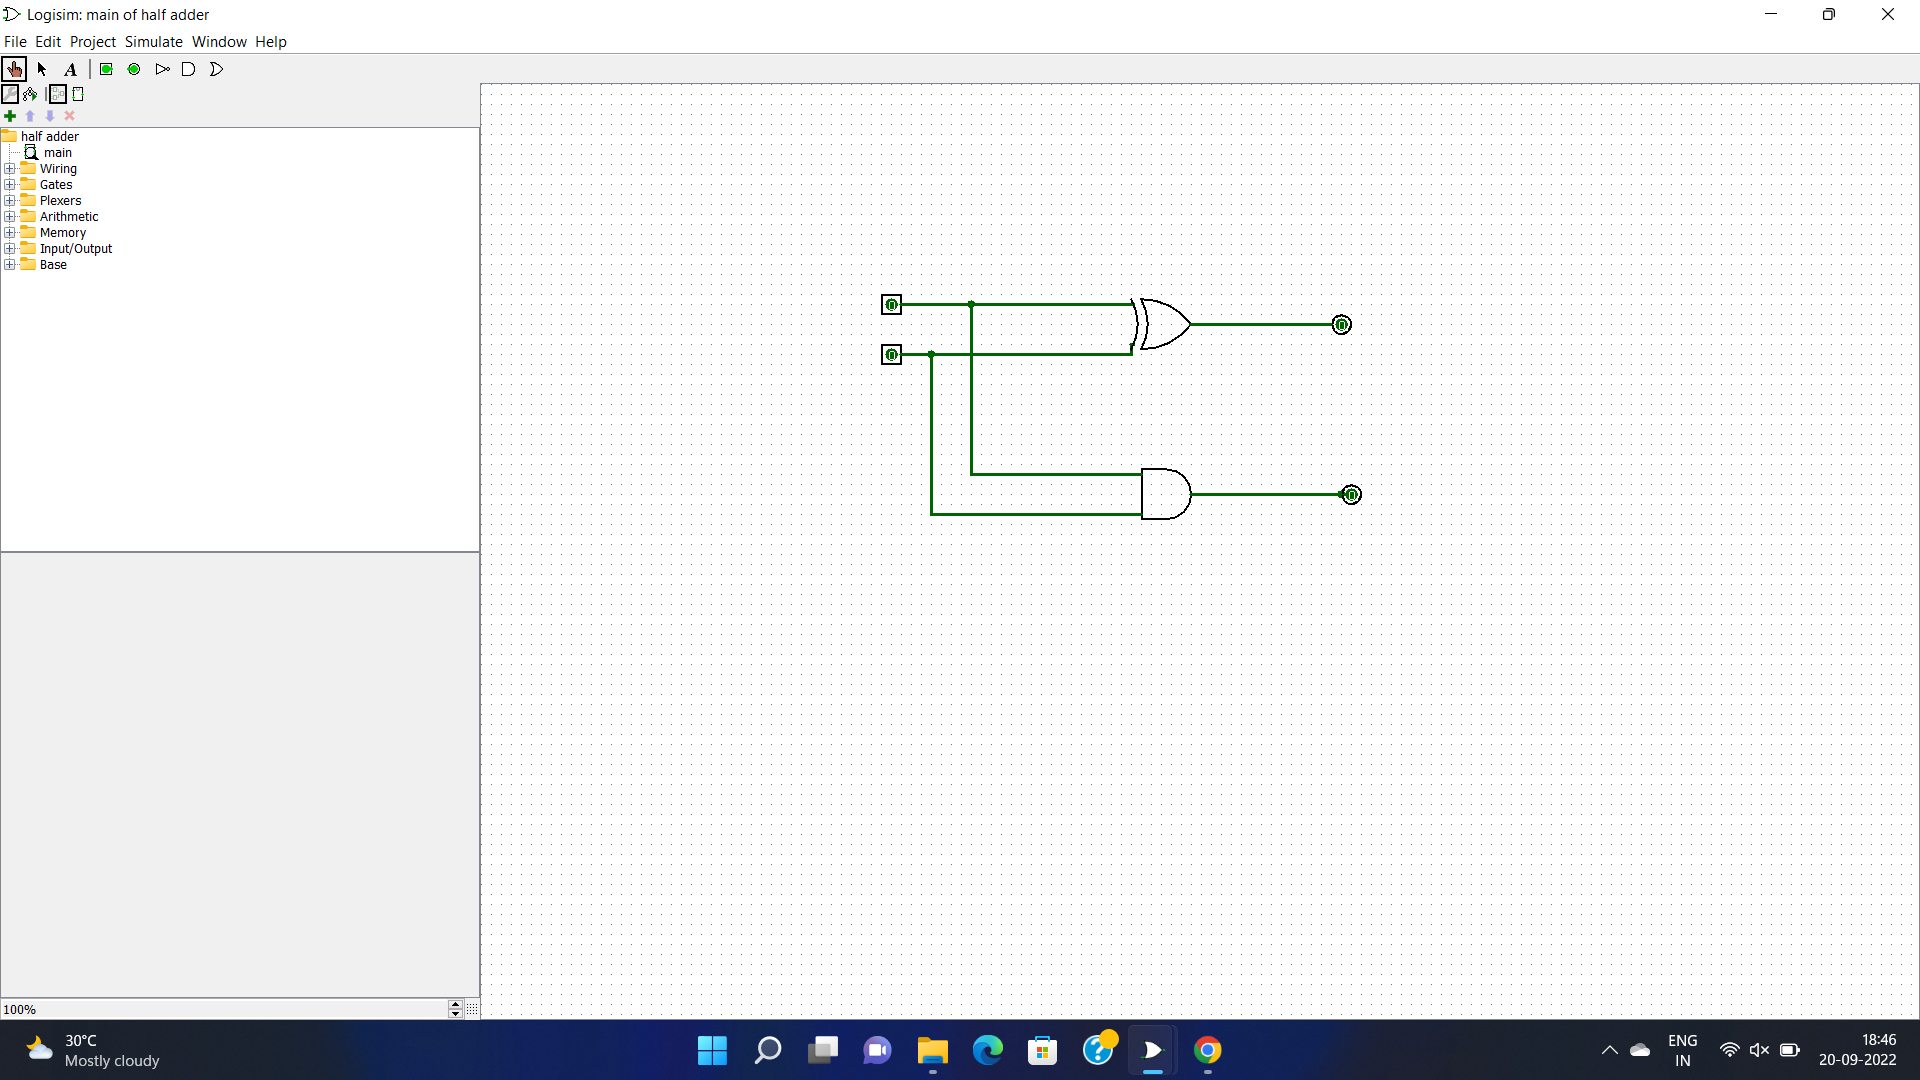 Logisim: main of half adder
File Edit Project Simulate Window Help
A
half adder
main
Wiring
Gates
Plexers
Arithmetic
Memory
Input/Output
Base
0
0
0
0
100%
30°C
Mostly cloudy
ENG
IN
18:46
20-09-2022